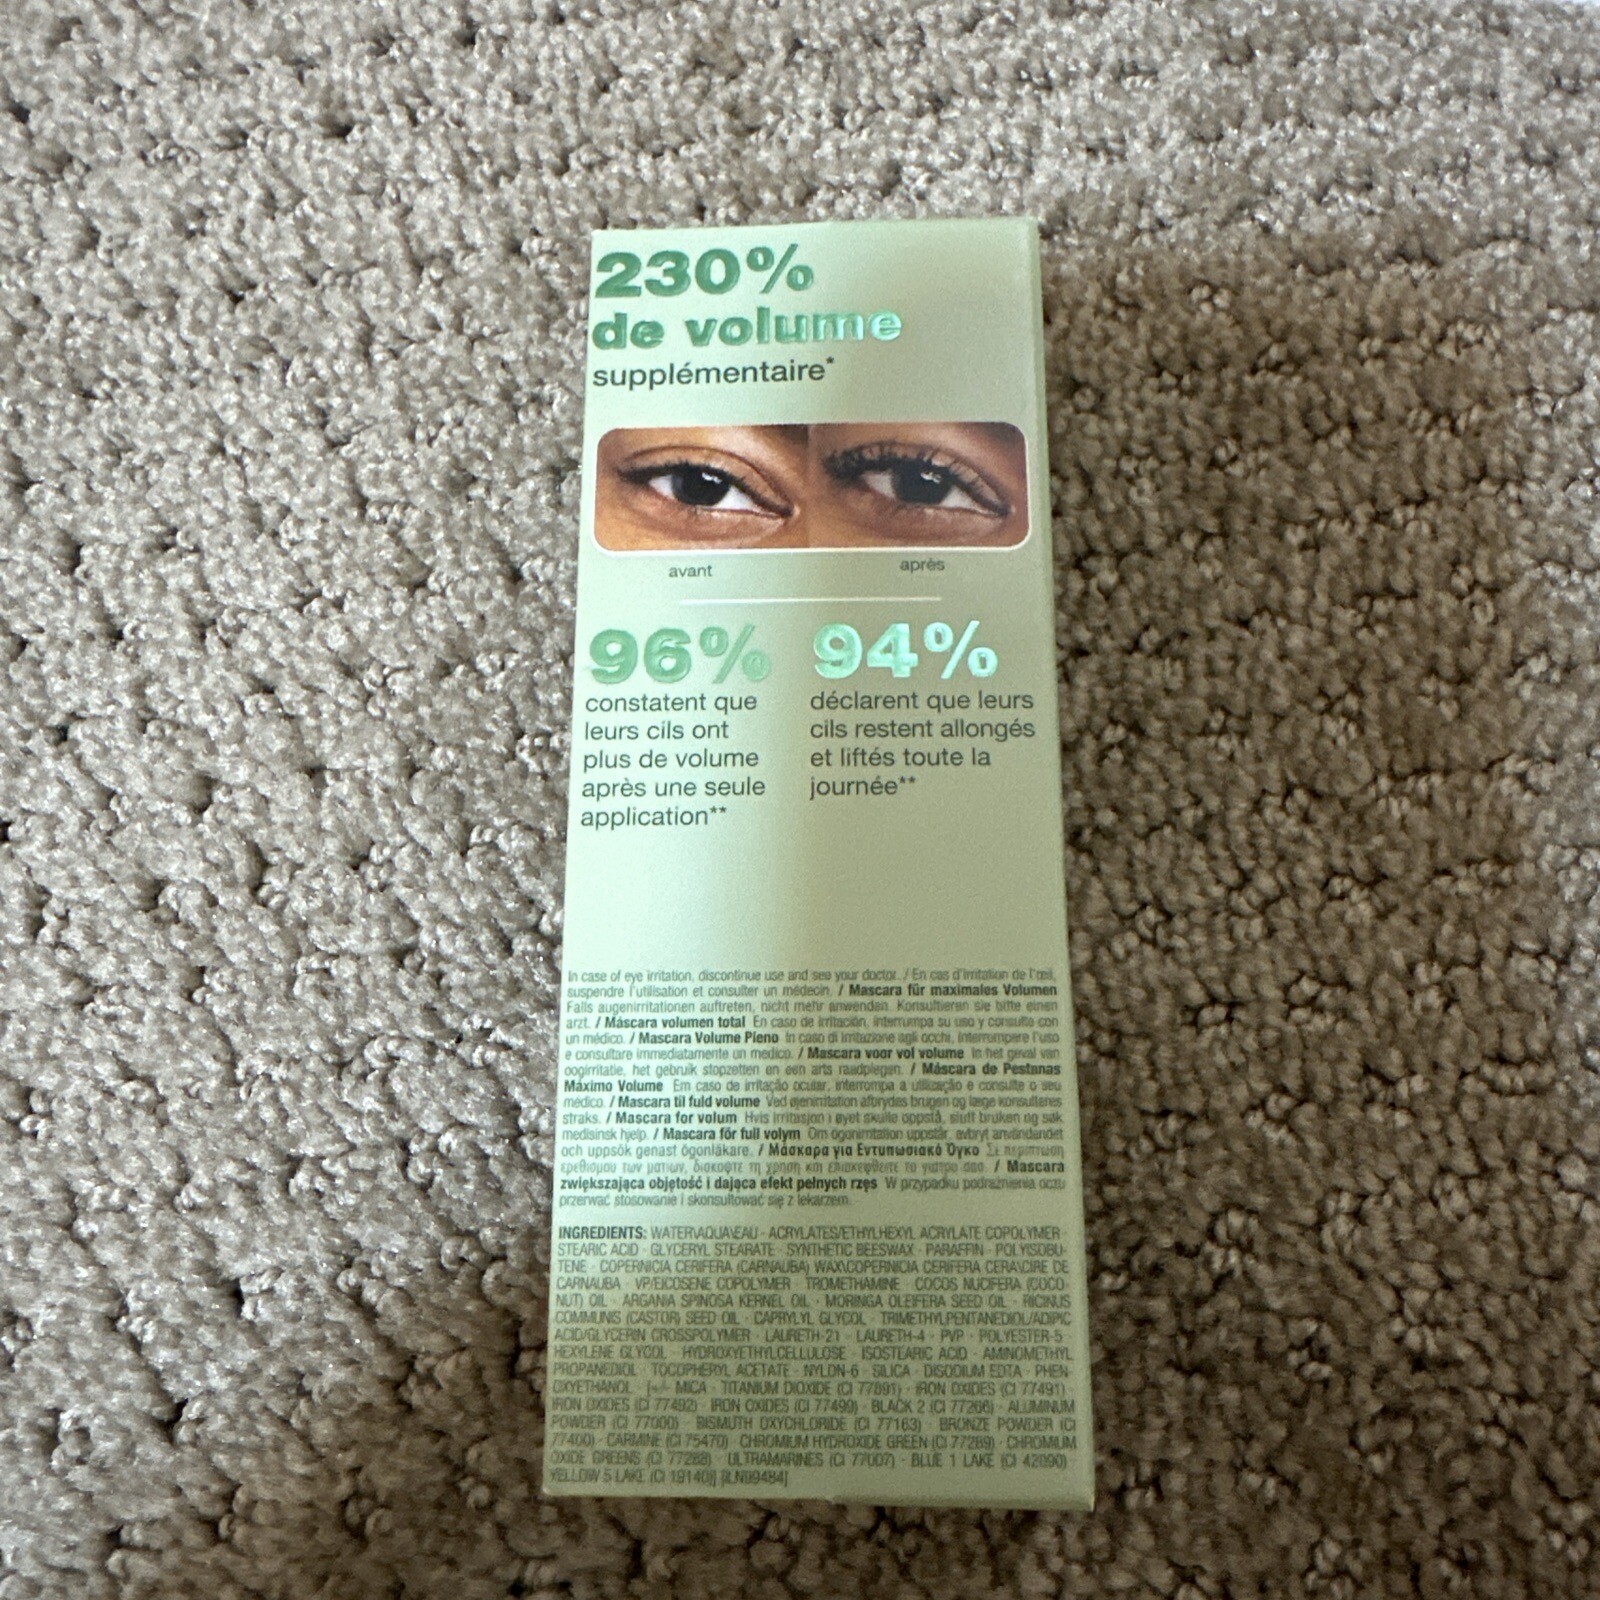 230%
de volume
supplémentaire*
avant
après
96%
constatent que
leurs cils ont
plus de volume
après une seule
application**
94%
déclarent que leurs
cils restent allongés
et liftés toute la
journée**
In case of eye irritation, discontinue use and see your doctor. / En cas d'irritation de l'œil,
suspendre l'utilisation et consulter un médecin. / Mascara für maximales Volumen
Falls augenirritationen auftreten, nicht mehr anwenden. Konsultieren sie bitte einen
arzt. / Máscara volumen total En caso de irritación, interrumpa su uso y consulte con
un médico. / Mascara Volume Pieno In caso di irritazione agli occhi, interrompere l'uso
e consultare immediatamente un medico. / Mascara voor vol volume In het geval van
oogirritatie, het gebruik stopzetten en een arts raadplegen. / Máscara de Pestanas
Máximo Volume Em caso de irritação ocular, interrompa a utilização e consulte o seu
médico. / Mascara til fuld volume Ved øjenirritation afbrydes brugen og læge konsulteres
straks. / Mascara for volum Hvis irritasjon i øyet skulle oppstå, slutt bruken og søk
medisinsk hjelp. / Mascara för full volym Om ögonirritation uppstår, avbryt användandet
och uppsök genast ögonläkare. / Μάσκαρα για Εντυπωσιακό Όγκο Σε περίπτωση
ερεθισμού των ματιών, διακόψτε τη χρήση και επισκεφθείτε το γιατρό σας. / Mascara
zwiększająca objętość i dająca efekt pełnych rzęs W przypadku podrażnienia oczu
przerwać stosowanie i skonsultować się z lekarzem.
INGREDIENTS: WATER\AQUA\EAU · ACRYLATES/ETHYLHEXYL ACRYLATE COPOLYMER ·
STEARIC ACID · GLYCERYL STEARATE · SYNTHETIC BEESWAX · PARAFFIN · POLYISOBU-
TENE · COPERNICIA CERIFERA (CARNAUBA) WAX\COPERNICIA CERIFERA CERA\CIRE DE
CARNAUBA · VP/EICOSENE COPOLYMER · TROMETHAMINE · COCOS NUCIFERA (COCO-
NUT) OIL · ARGANIA SPINOSA KERNEL OIL · MORINGA OLEIFERA SEED OIL · RICINUS
COMMUNIS (CASTOR) SEED OIL · CAPRYLYL GLYCOL · TRIMETHYLPENTANEDIOL/ADIPIC
ACID/GLYCERIN CROSSPOLYMER · LAURETH-21 · LAURETH-4 · PVP · POLYESTER-5 ·
HEXYLENE GLYCOL · HYDROXYETHYLCELLULOSE · ISOSTEARIC ACID · AMINOMETHYL
PROPANEDIOL · TOCOPHERYL ACETATE · NYLON-6 · SILICA · DISODIUM EDTA · PHEN-
OXYETHANOL · [+/- MICA · TITANIUM DIOXIDE (CI 77891) · IRON OXIDES (CI 77491) ·
IRON OXIDES (CI 77492) · IRON OXIDES (CI 77499) · BLACK 2 (CI 77266) · ALUMINUM
POWDER (CI 77000) · BISMUTH OXYCHLORIDE (CI 77163) · BRONZE POWDER (CI
77400) · CARMINE (CI 75470) · CHROMIUM HYDROXIDE GREEN (CI 77289) · CHROMIUM
OXIDE GREENS (CI 77288) · ULTRAMARINES (CI 77007) · BLUE 1 LAKE (CI 42090) ·
YELLOW 5 LAKE (CI 19140)] [ILN99484]